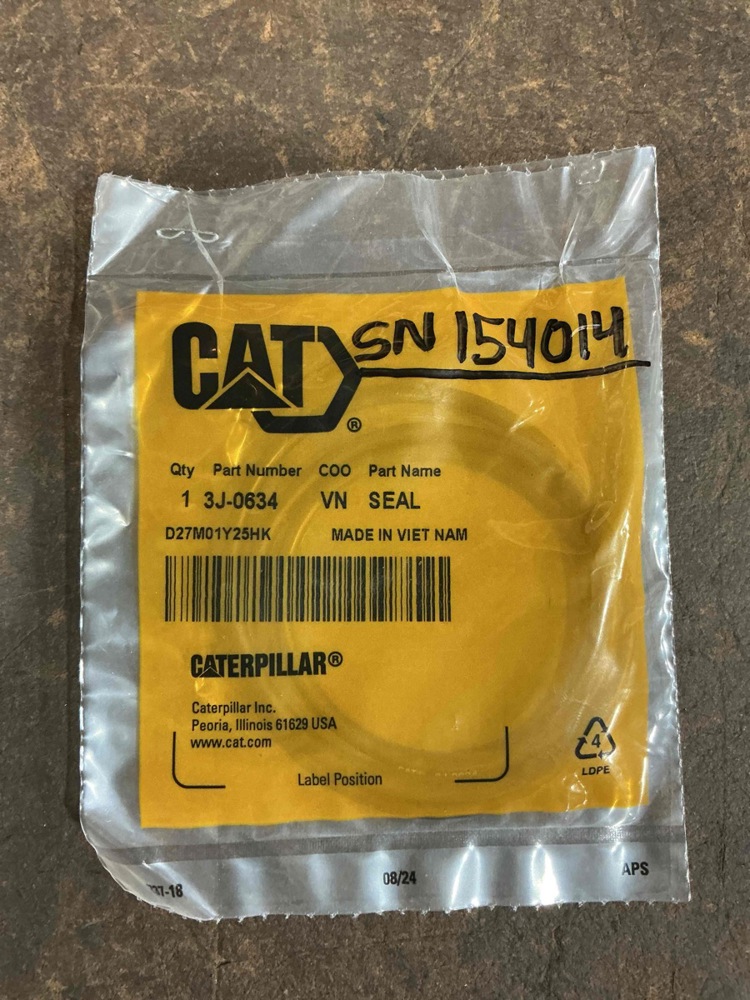 CAT®
SN 154014
Qty Part Number COO Part Name
1 3J-0634 VN SEAL
D27M01Y25HK MADE IN VIET NAM
CATERPILLAR®
Caterpillar Inc.
Peoria, Illinois 61629 USA
www.cat.com
Label Position
4
LDPE
08/24
APS